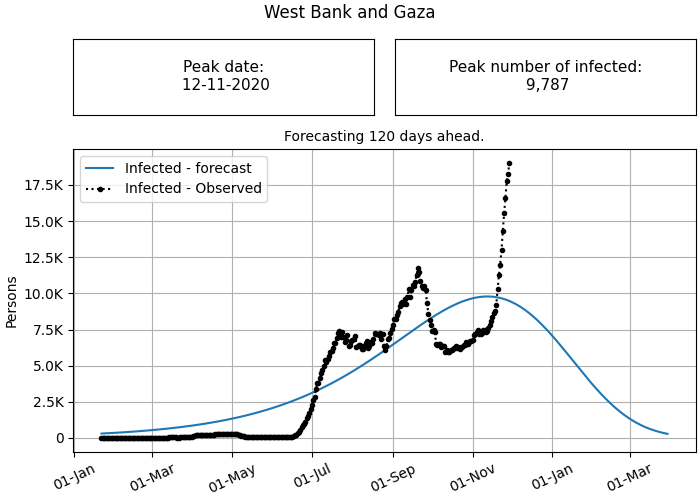 West Bank and Gaza
Peak date:
12-11-2020
Peak number of infected:
9,787
Forecasting 120 days ahead.
Infected - forecast
Infected - Observed
17.5K
15.0K
12.5K
10.0K
7.5K
5.0K
2.5K
0
Persons
01-Jan
01-Mar
01-May
01-Jul
01-Sep
01-Nov
01-Jan
01-Mar